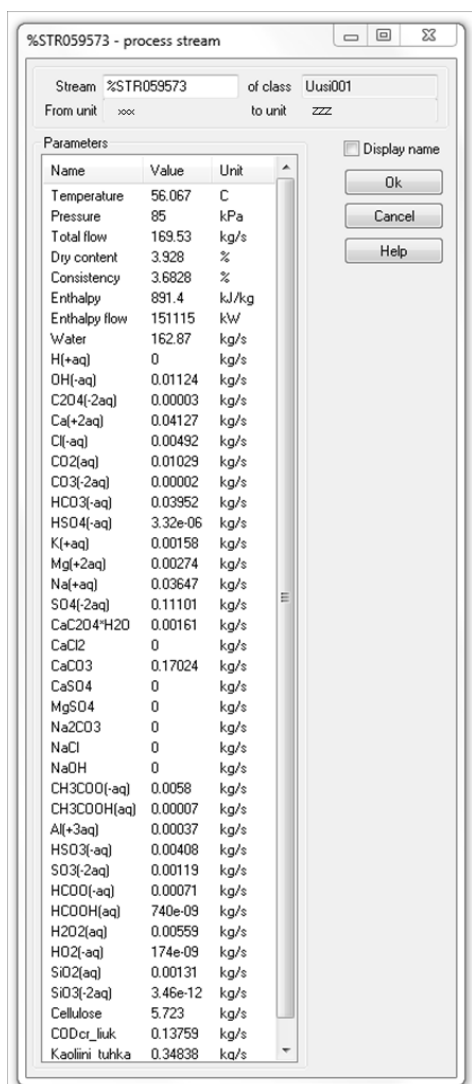 %STR059573 - process stream
Stream %STR059573 of class Uusi001
From unit xxx to unit ZZZ
Parameters
Display name
Name Value Unit
Ok
Temperature 56.067 C
Pressure 85 kPa
Cancel
Total flow 169.53 kg/s
Dry content 3.928 %
Help
Consistency 3.6828 %
Enthalpy 891.4 kJ/kg
Enthalpy flow 151115 kW
Water 162.87 kg/s
H(+aq) 0 kg/s
OH(-aq) 0.01124 kg/s
C2O4(-2aq) 0.00003 kg/s
Ca(+2aq) 0.04127 kg/s
Cl(-aq) 0.00492 kg/s
CO2(aq) 0.01029 kg/s
CO3(-2aq) 0.00002 kg/s
HCO3(-aq) 0.03952 kg/s
HSO4(-aq) 3.32e-06 kg/s
K(+aq) 0.00158 kg/s
Mg(+2aq) 0.00274 kg/s
Na(+aq) 0.03647 kg/s
SO4(-2aq) 0.11101 kg/s
CaC2O4*H2O 0.00161 kg/s
CaCl2 0 kg/s
CaCO3 0.17024 kg/s
CaSO4 0 kg/s
MgSO4 0 kg/s
Na2CO3 0 kg/s
NaCl 0 kg/s
NaOH 0 kg/s
CH3COO(-aq) 0.0058 kg/s
CH3COOH(aq) 0.00007 kg/s
Al(+3aq) 0.00037 kg/s
HSO3(-aq) 0.00408 kg/s
SO3(-2aq) 0.00119 kg/s
HCOO(-aq) 0.00071 kg/s
HCOOH(aq) 740e-09 kg/s
H2O2(aq) 0.00559 kg/s
HO2(-aq) 174e-09 kg/s
SiO2(aq) 0.00131 kg/s
SiO3(-2aq) 3.46e-12 kg/s
Cellulose 5.723 kg/s
CODcr_liuk 0.13759 kg/s
Kaoliini tuhka 0.34838 kg/s